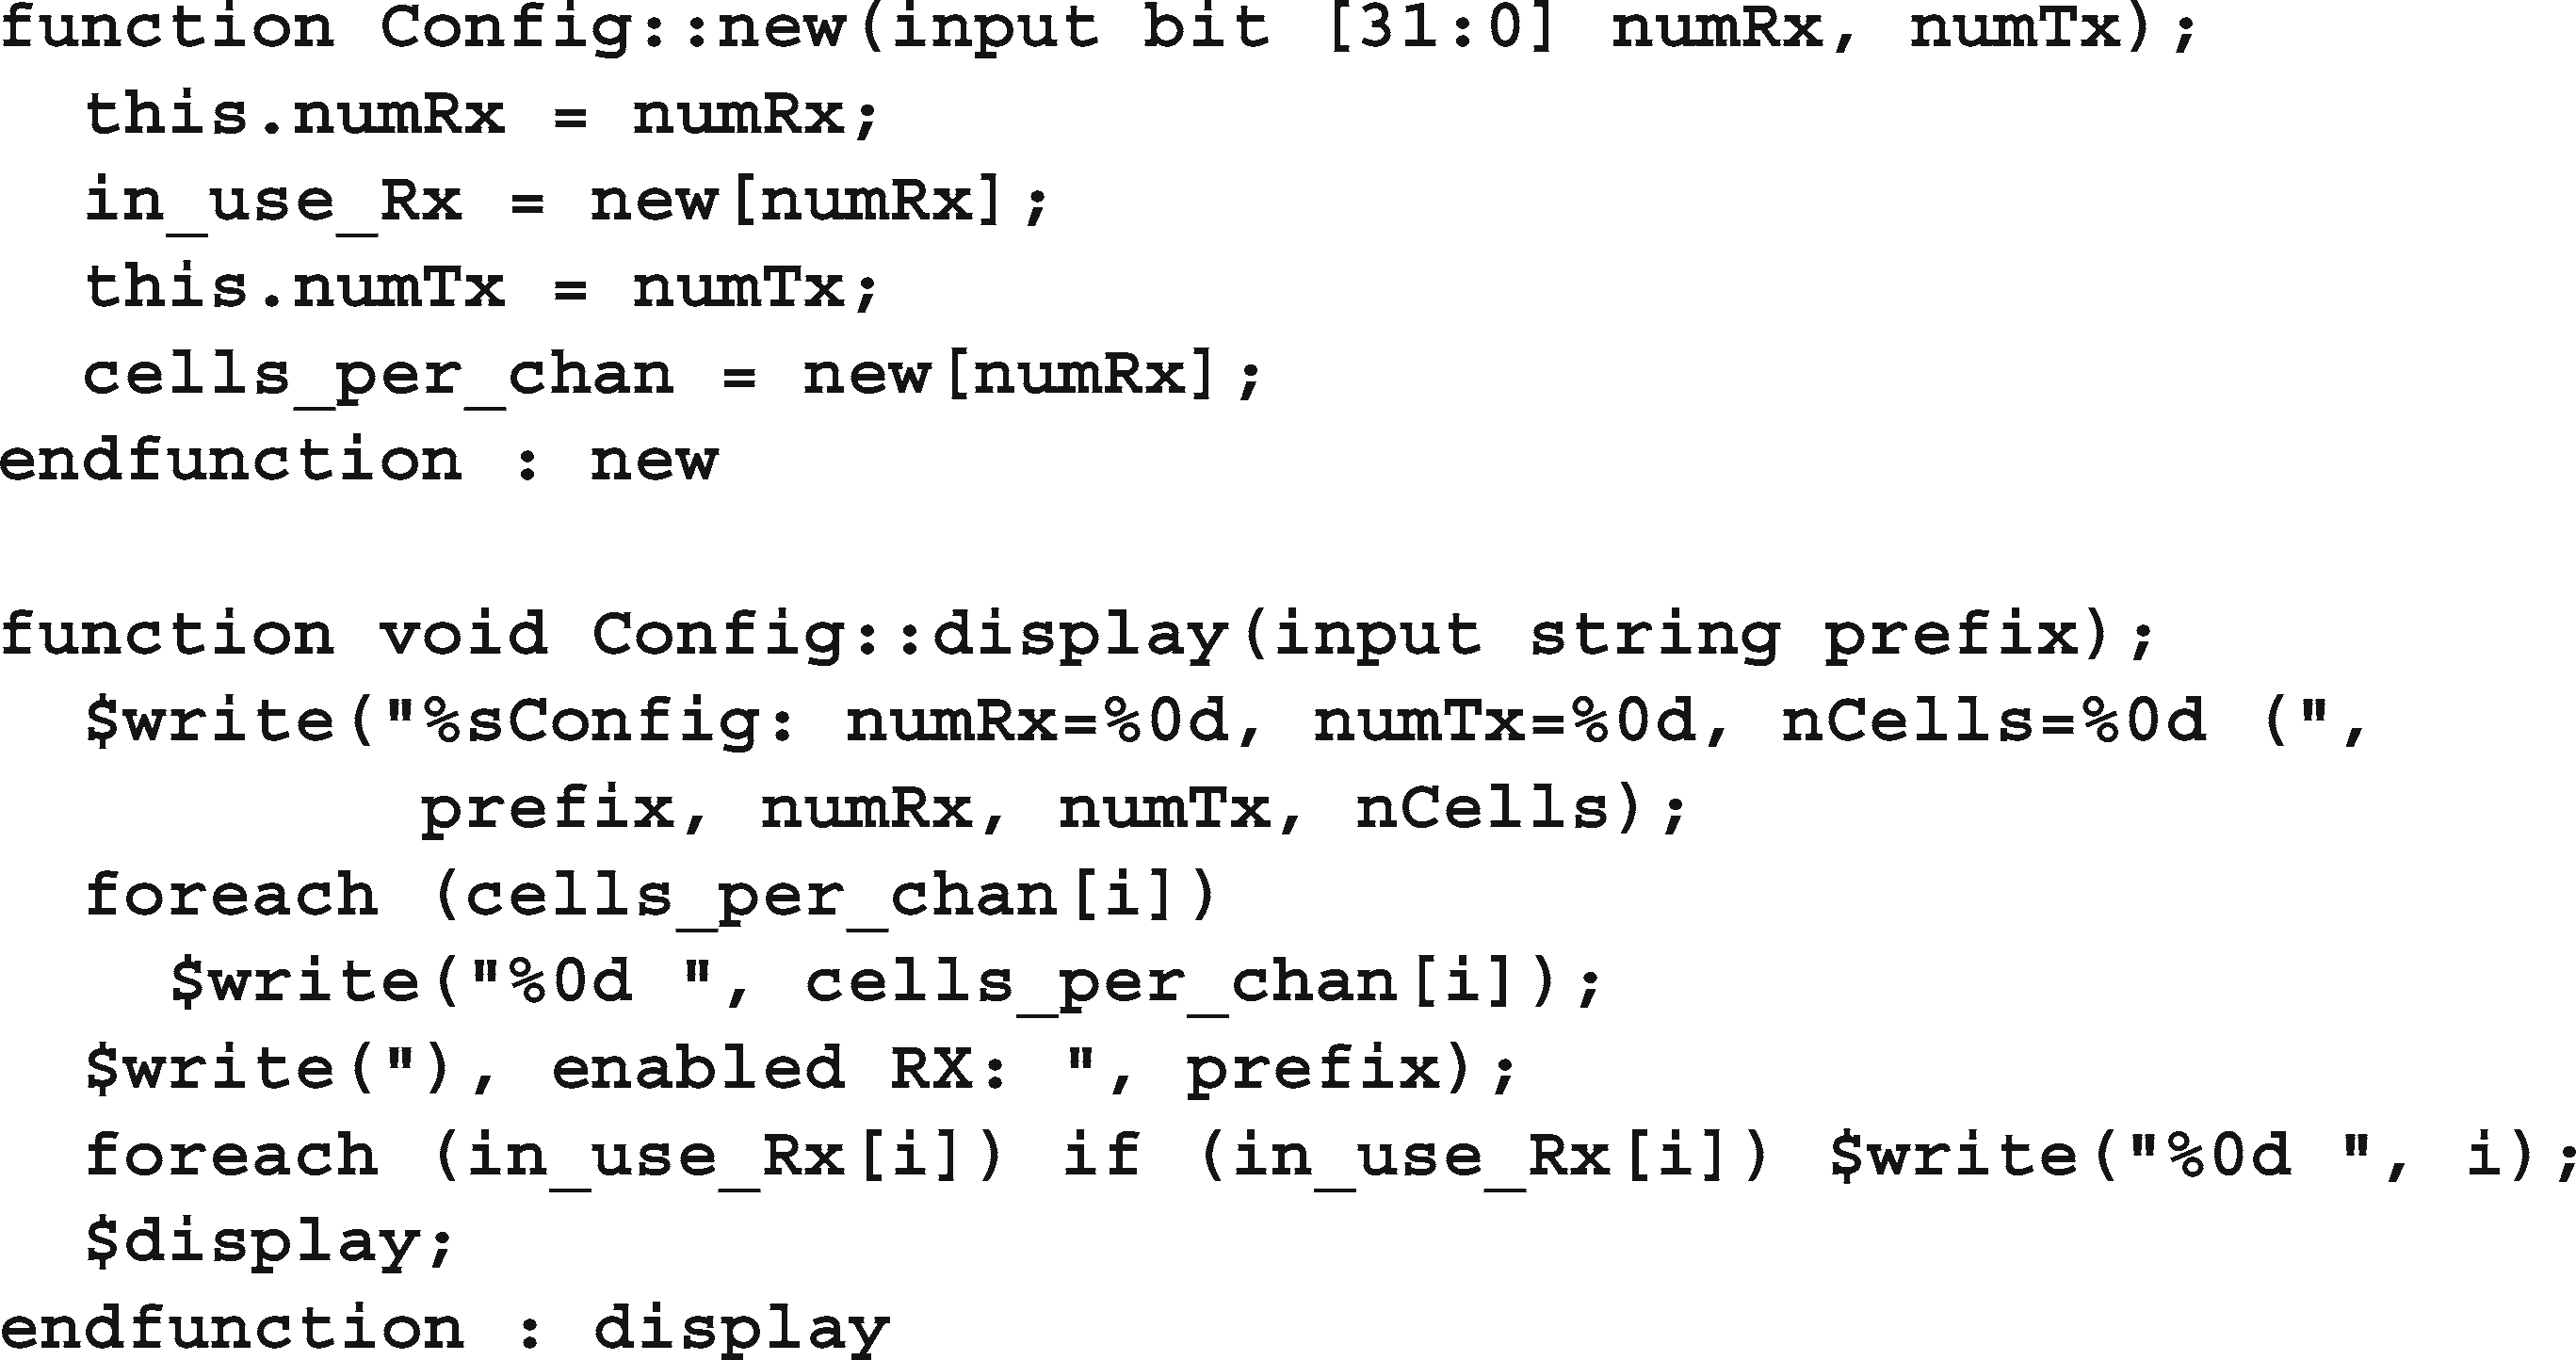 function Config::new(input bit [31:0] numRx, numTx);
  this.numRx = numRx;
  in_use_Rx = new[numRx];
  this.numTx = numTx;
  cells_per_chan = new[numRx];
endfunction : new

function void Config::display(input string prefix);
  $write("%sConfig: numRx=%0d, numTx=%0d, nCells=%0d (",
          prefix, numRx, numTx, nCells);
  foreach (cells_per_chan[i])
    $write("%0d ", cells_per_chan[i]);
  $write("), enabled RX: ", prefix);
  foreach (in_use_Rx[i]) if (in_use_Rx[i]) $write("%0d ", i);
  $display;
endfunction : display